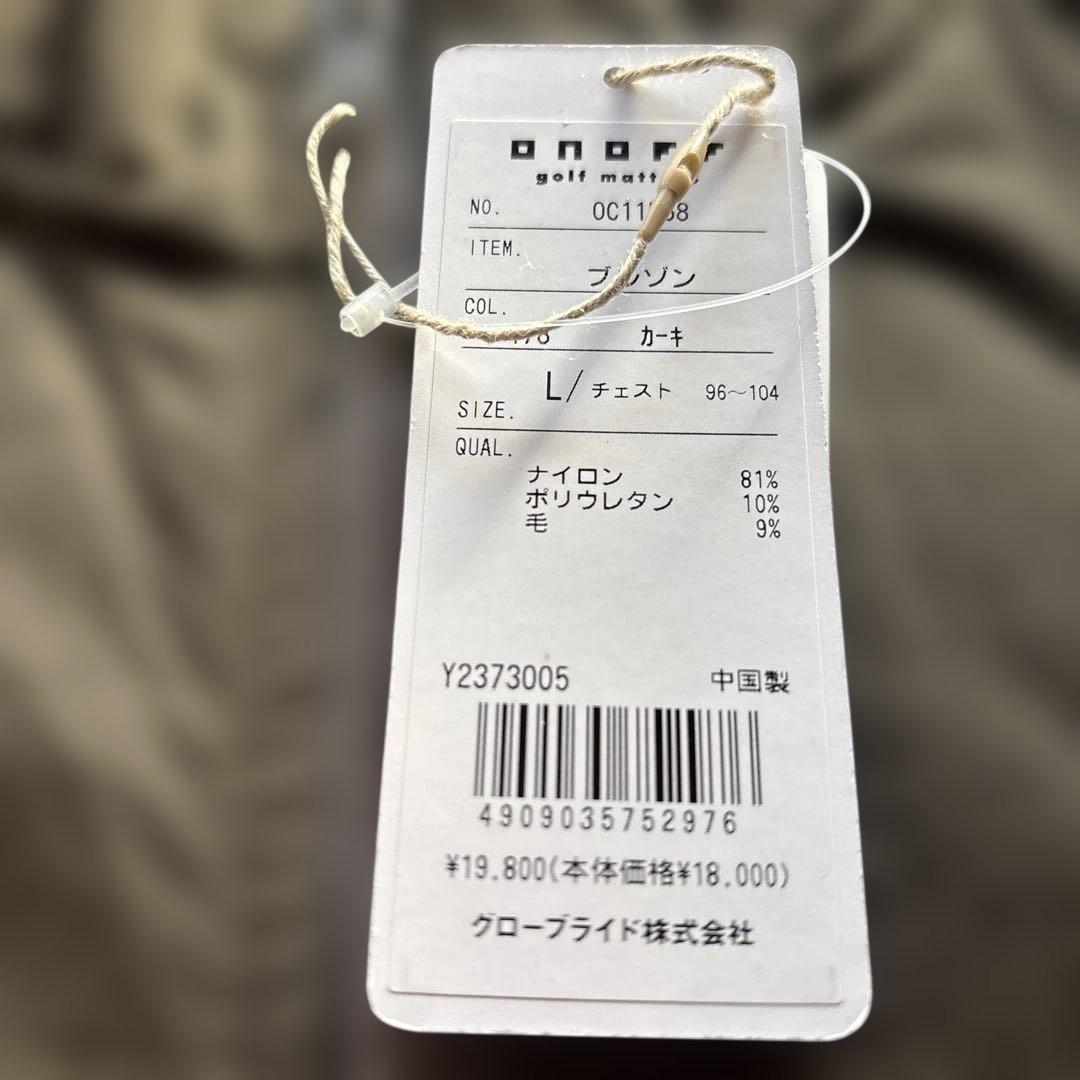 golf
NO.
ITEM.
ブルゾン
COL.
カーキ
L/ チェスト 96〜104
SIZE.
QUAL.
ナイロン 81%
ポリウレタン 10%
毛 9%
Y2373005 中国製
4909035752976
¥19.800(本体価格¥18.000)
グローブライド株式会社